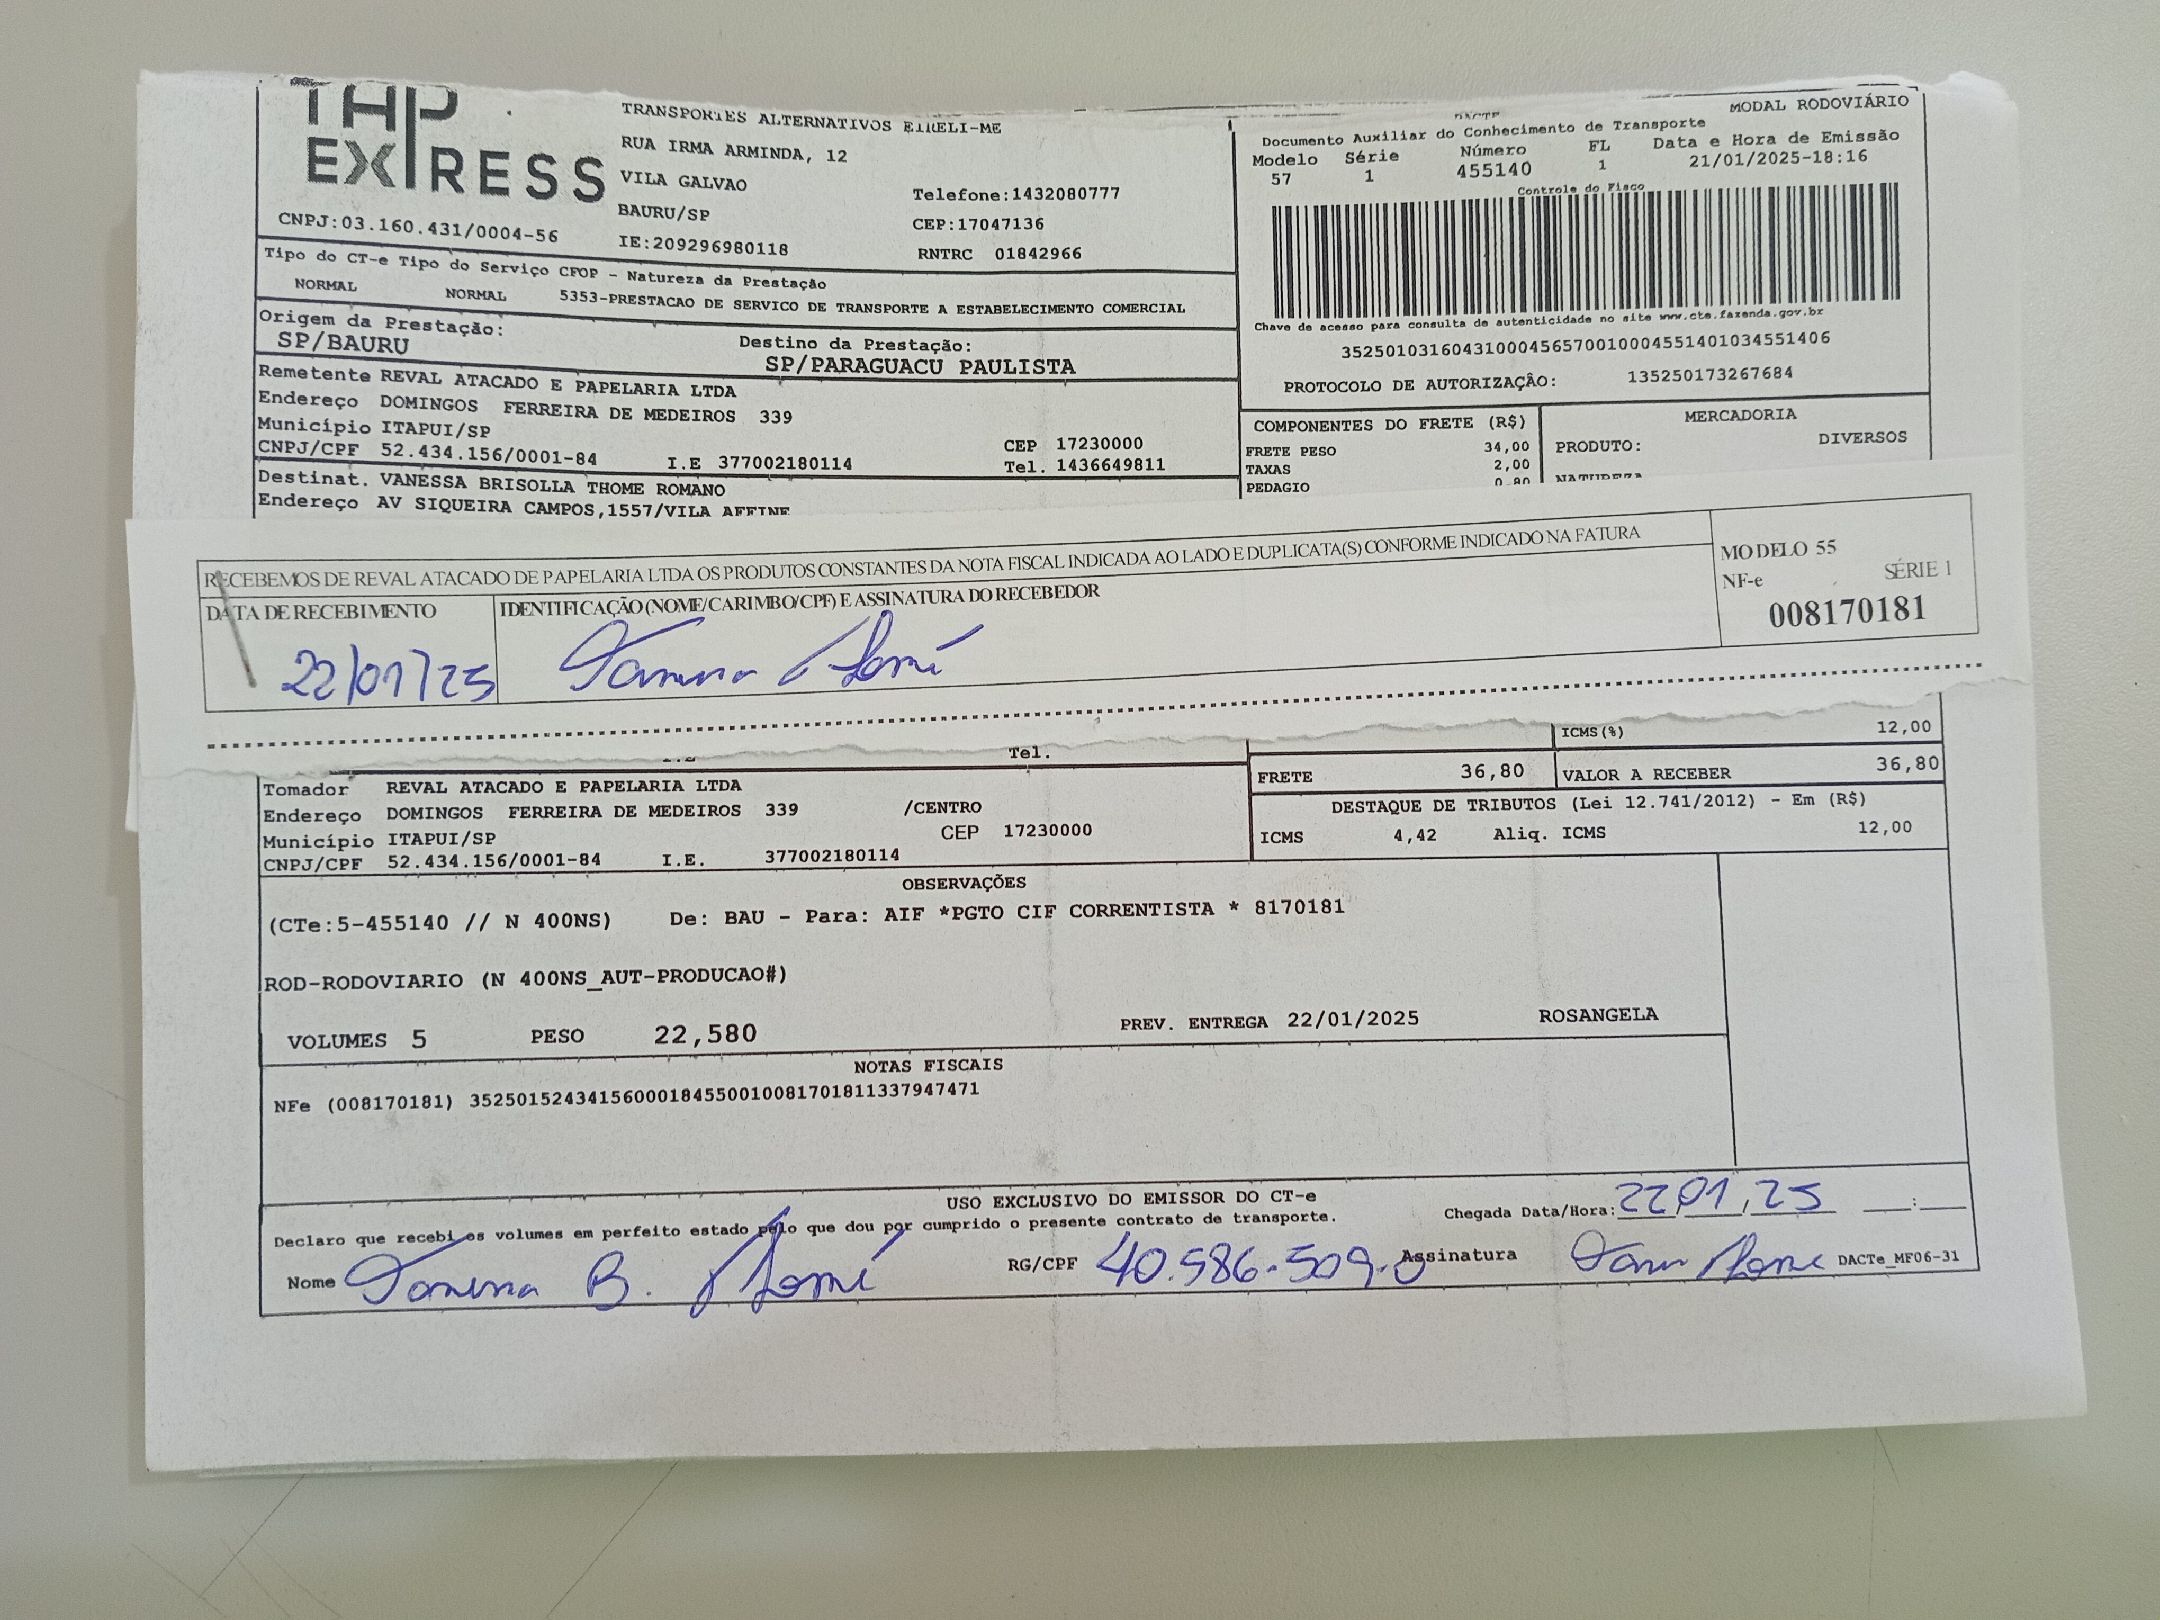 TAP
EXPRESS
TRANSPORTES ALTERNATIVOS EIRELI-ME
RUA IRMA ARMINDA, 12
VILA GALVAO
BAURU/SP
IE:209296980118
Telefone:1432080777
CEP:17047136
RNTRC 01842966
CNPJ:03.160.431/0004-56
DACTE
MODAL RODOVIÁRIO
Documento Auxiliar do Conhecimento de Transporte
Modelo Série Número FL Data e Hora de Emissão
57 1 455140 1 21/01/2025-18:16
Controle do Fisco
Chave de acesso para consulta de autenticidade no site www.cte.fazenda.gov.br
35250103160431000456570010004551401034551406
PROTOCOLO DE AUTORIZAÇÂO: 135250173267684
Tipo do CT-e Tipo do Serviço CFOP - Natureza da Prestação
NORMAL NORMAL 5353-PRESTACAO DE SERVICO DE TRANSPORTE A ESTABELECIMENTO COMERCIAL
Origem da Prestação: Destino da Prestação:
SP/BAURU SP/PARAGUACU PAULISTA
Remetente REVAL ATACADO E PAPELARIA LTDA
Endereço DOMINGOS FERREIRA DE MEDEIROS 339
Município ITAPUI/SP CEP 17230000
CNPJ/CPF 52.434.156/0001-84 I.E 377002180114 Tel. 1436649811
Destinat. VANESSA BRISOLLA THOME ROMANO
Endereço AV SIQUEIRA CAMPOS,1557/VILA AFFINE
COMPONENTES DO FRETE (R$) MERCADORIA
FRETE PESO 34,00 PRODUTO: DIVERSOS
TAXAS 2,00
PEDAGIO 0,80 NATUREZA
RECEBEMOS DE REVAL ATACADO DE PAPELARIA LTDA OS PRODUTOS CONSTANTES DA NOTA FISCAL INDICADA AO LADO E DUPLICATA(S) CONFORME INDICADO NA FATURA
DATA DE RECEBIMENTO IDENTIFICAÇÃO (NOME/CARIMBO/CPF) E ASSINATURA DO RECEBEDOR
22/01/25
MODELO 55
NF-e SÉRIE 1
008170181
Tel.
ICMS(%) 12,00
FRETE 36,80 VALOR A RECEBER 36,80
Tomador REVAL ATACADO E PAPELARIA LTDA
Endereço DOMINGOS FERREIRA DE MEDEIROS 339 /CENTRO
Município ITAPUI/SP CEP 17230000
CNPJ/CPF 52.434.156/0001-84 I.E. 377002180114
DESTAQUE DE TRIBUTOS (Lei 12.741/2012) - Em (R$)
ICMS 4,42 Aliq. ICMS 12,00
OBSERVAÇÕES
(CTe:5-455140 // N 400NS) De: BAU - Para: AIF *PGTO CIF CORRENTISTA * 8170181
ROD-RODOVIARIO (N 400NS_AUT-PRODUCAO#)
VOLUMES 5 PESO 22,580 PREV. ENTREGA 22/01/2025 ROSANGELA
NOTAS FISCAIS
NFe (008170181) 35250152434156000184550010081701811337947471
USO EXCLUSIVO DO EMISSOR DO CT-e
Declaro que recebi os volumes em perfeito estado pelo que dou por cumprido o presente contrato de transporte.
Chegada Data/Hora: 22 01 25 :
Nome B. RG/CPF 40.586.509-0 Assinatura DACTe_MF06-31